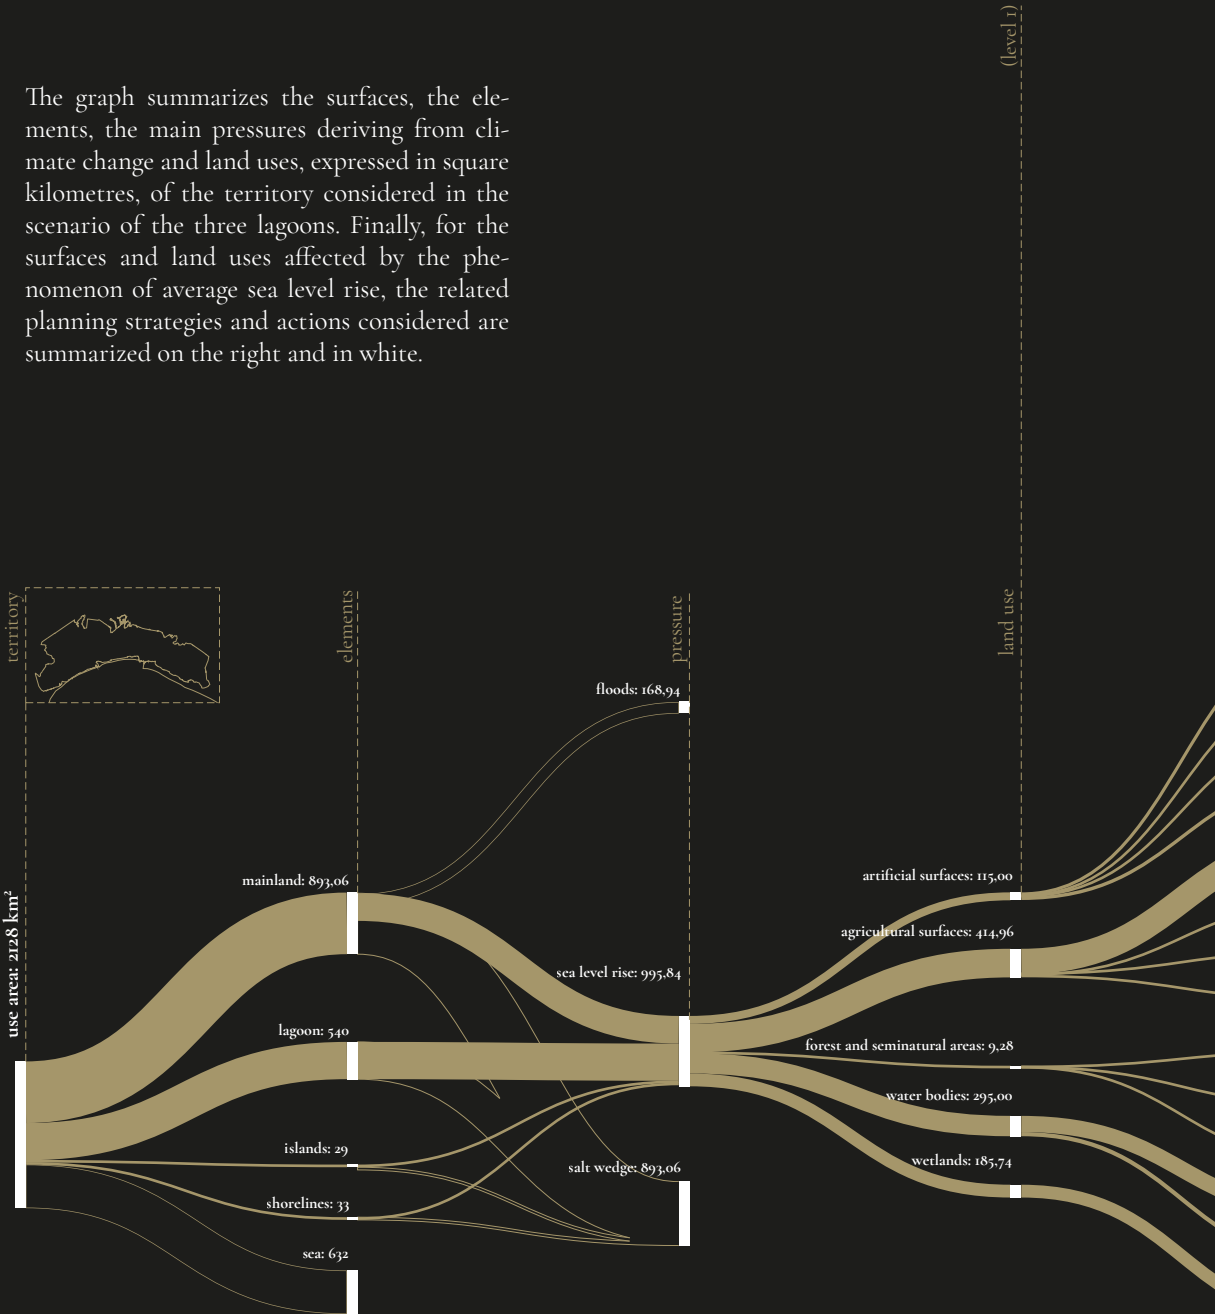 (level 1)
The graph summarizes the surfaces, the ele-
ments, the main pressures deriving from cli-
mate change and land uses, expressed in square
kilometres, of the territory considered in the
scenario of the three lagoons. Finally, for the
surfaces and land uses affected by the phe-
nomenon of average sea level rise, the related
planning strategies and actions considered are
summarized on the right and in white.
territory
elements
pressure
land use
floods: 168,94
mainland: 893,06
artificial surfaces: 115,00
use area: 2128 km²
agricultural surfaces: 414,96
sea level rise: 995,84
lagoon: 540
forest and seminatural areas: 9,28
water bodies: 295,00
islands: 29
salt wedge: 893,06
wetlands: 185,74
shorelines: 33
sea: 632